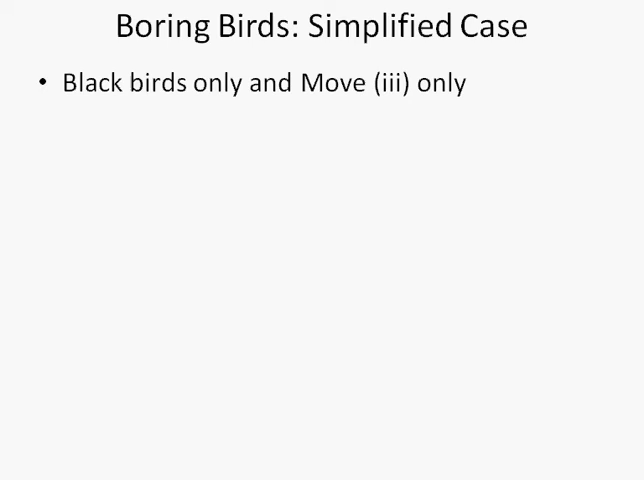 Boring Birds: Simplified Case
• Black birds only and Move (iii) only